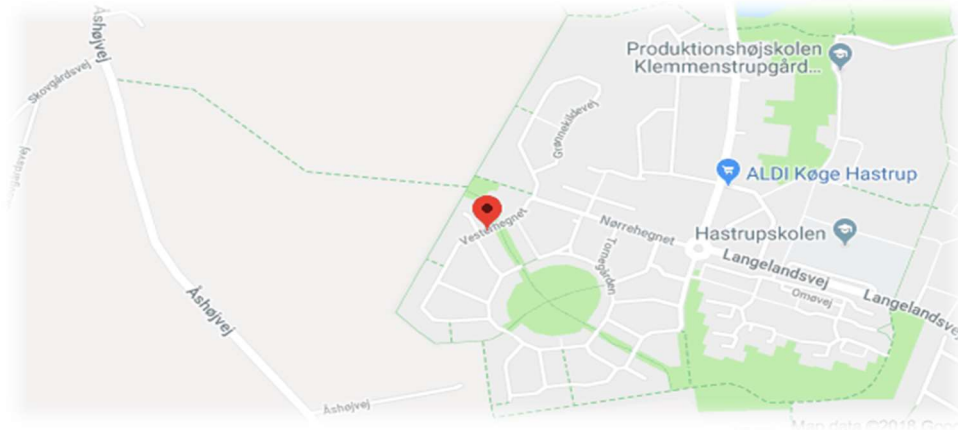 Åshøjvej
Skovgårdsvej
Produktionshøjskolen
Klemmenstrupgård...
Grønnekildevej
ALDI Køge Hastrup
Vesterhegnet
Nørrehegnet
Hastrupskolen
Tornegården
Langelandsvej
Omøvej
Langelandsve
Åshøjvej
Åshøjvej
Map data ©2018 Goo